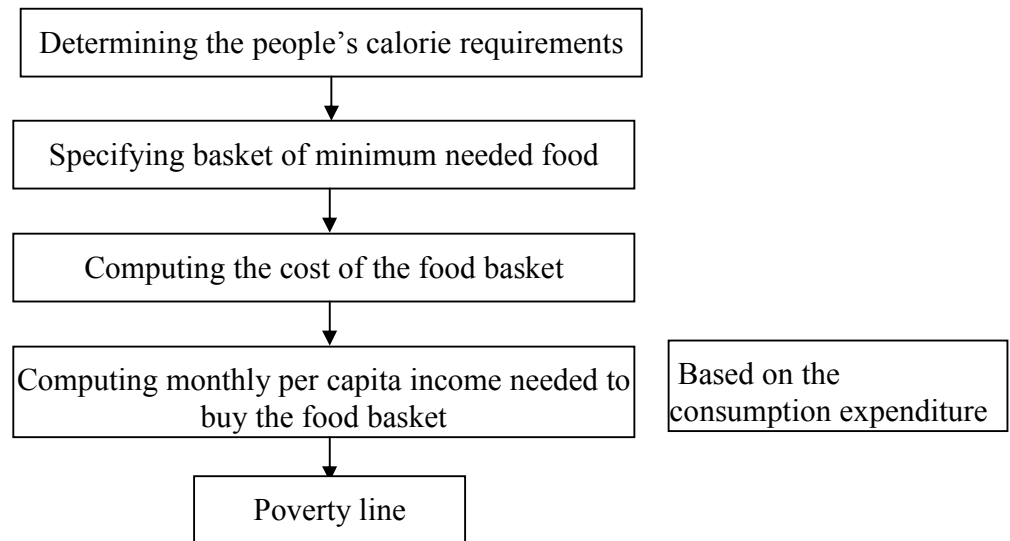 Determining the people’s calorie requirements
Specifying basket of minimum needed food
Computing the cost of the food basket
Computing monthly per capita income needed to
buy the food basket
Based on the
consumption expenditure
Poverty line